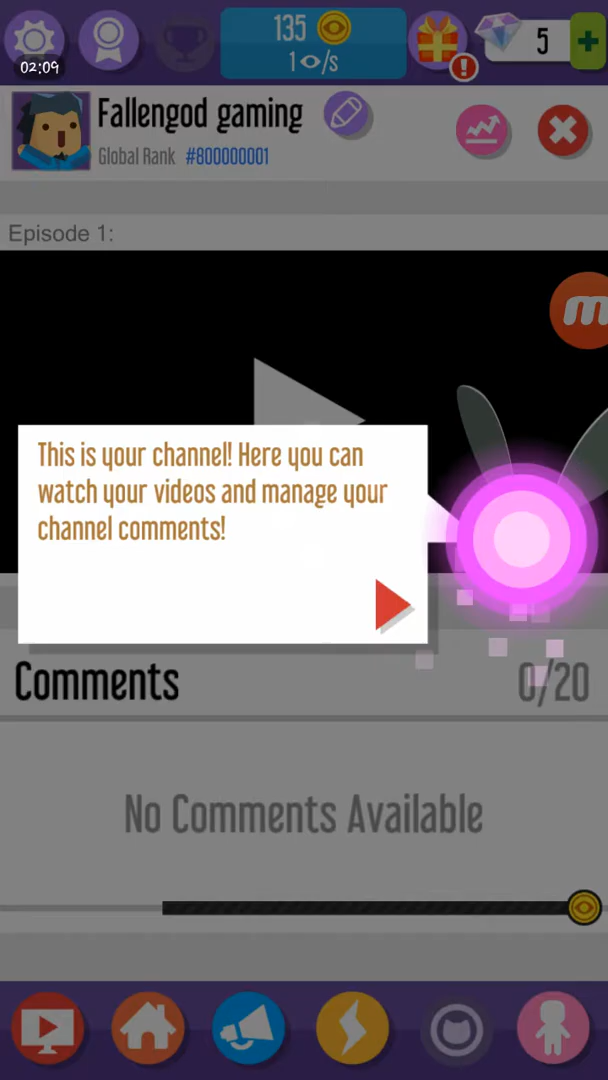 135
5
02:09
1/s
Fallengod gaming
Global Rank #800000001
Episode 1:
This is your channel! Here you can
watch your videos and manage your
channel comments!
Comments 0/20
No Comments Available